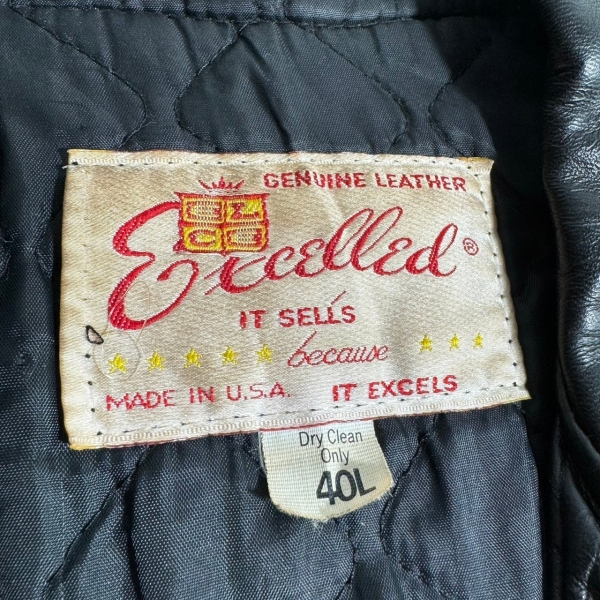 GENUINE LEATHER
Excelled®
IT SELLS
because
MADE IN U.S.A. IT EXCELS
Dry Clean
Only
40L